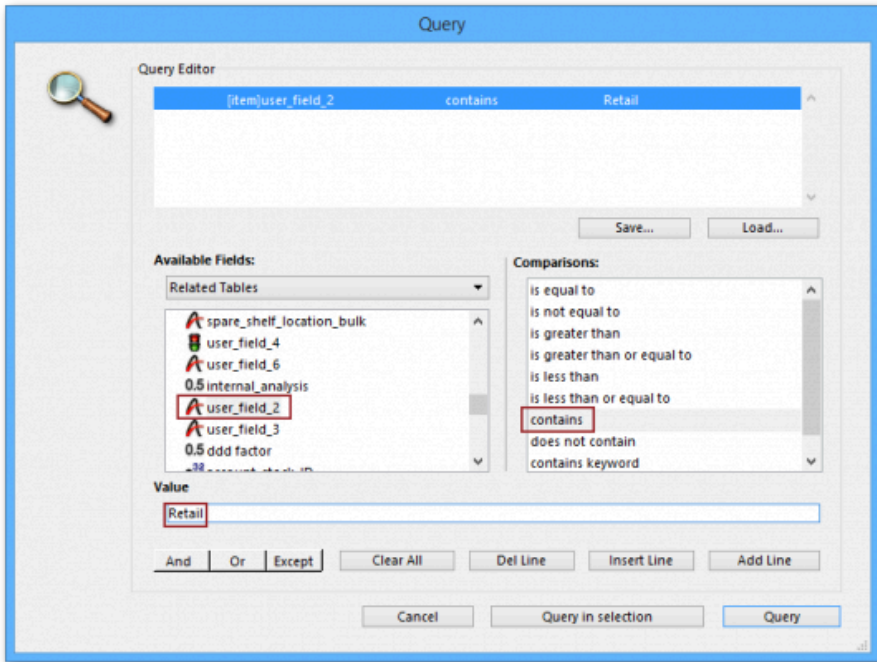 Query
Query Editor
[item]user_field_2 contains Retail
Save... Load...
Available Fields:
Related Tables
spare_shelf_location_bulk
user_field_4
user_field_6
0.5 internal_analysis
user_field_2
user_field_3
0.5 ddd factor
Comparisons:
is equal to
is not equal to
is greater than
is greater than or equal to
is less than
is less than or equal to
contains
does not contain
contains keyword
Value
Retail
And Or Except Clear All Del Line Insert Line Add Line
Cancel Query in selection Query